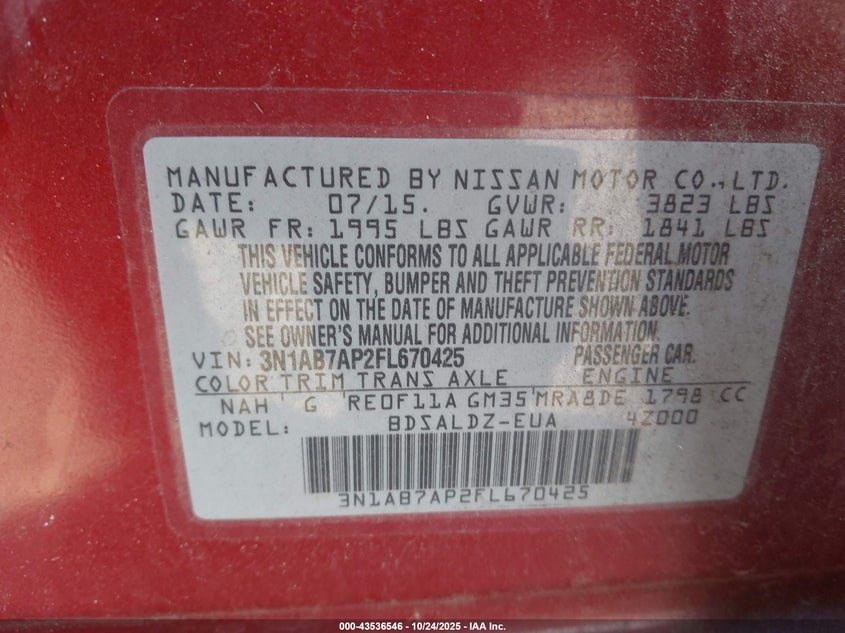 MANUFACTURED BY NISSAN MOTOR CO., LTD.
DATE: 07/15. GVWR: 3823 LBS
GAWR FR: 1995 LBS GAWR RR: 1841 LBS
THIS VEHICLE CONFORMS TO ALL APPLICABLE FEDERAL MOTOR
VEHICLE SAFETY, BUMPER AND THEFT PREVENTION STANDARDS
IN EFFECT ON THE DATE OF MANUFACTURE SHOWN ABOVE.
SEE OWNER'S MANUAL FOR ADDITIONAL INFORMATION.
VIN: 3N1AB7AP2FL670425 PASSENGER CAR.
COLOR TRIM TRANS AXLE ENGINE
NAH G RE0F11A GM35 MRA8DE 1798 CC
MODEL: BDSALDZ-EUA 4Z000
3N1AB7AP2FL670425
000-43536546 - 10/24/2025 - IAA Inc.